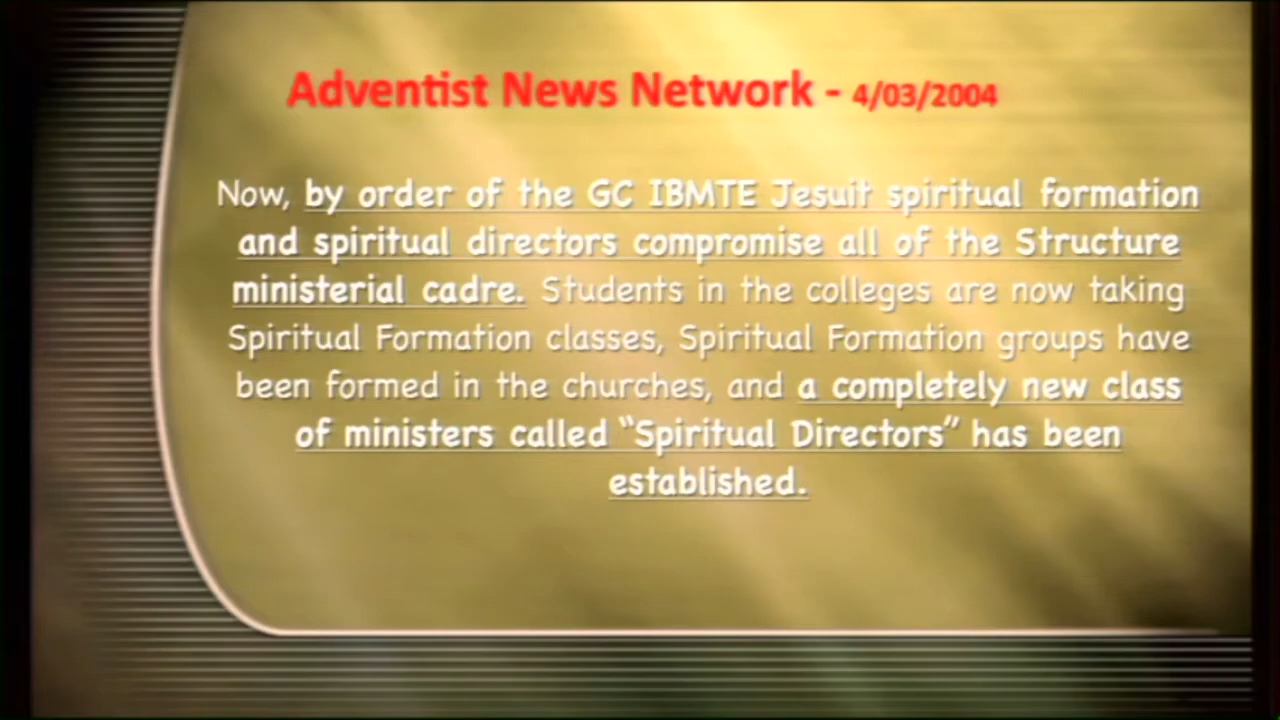 Adventist News Network - 4/03/2004
Now, by order of the GC IBMTE Jesuit spiritual formation
and spiritual directors compromise all of the Structure
ministerial cadre. Students in the colleges are now taking
Spiritual Formation classes, Spiritual Formation groups have
been formed in the churches, and a completely new class
of ministers called “Spiritual Directors” has been
established.